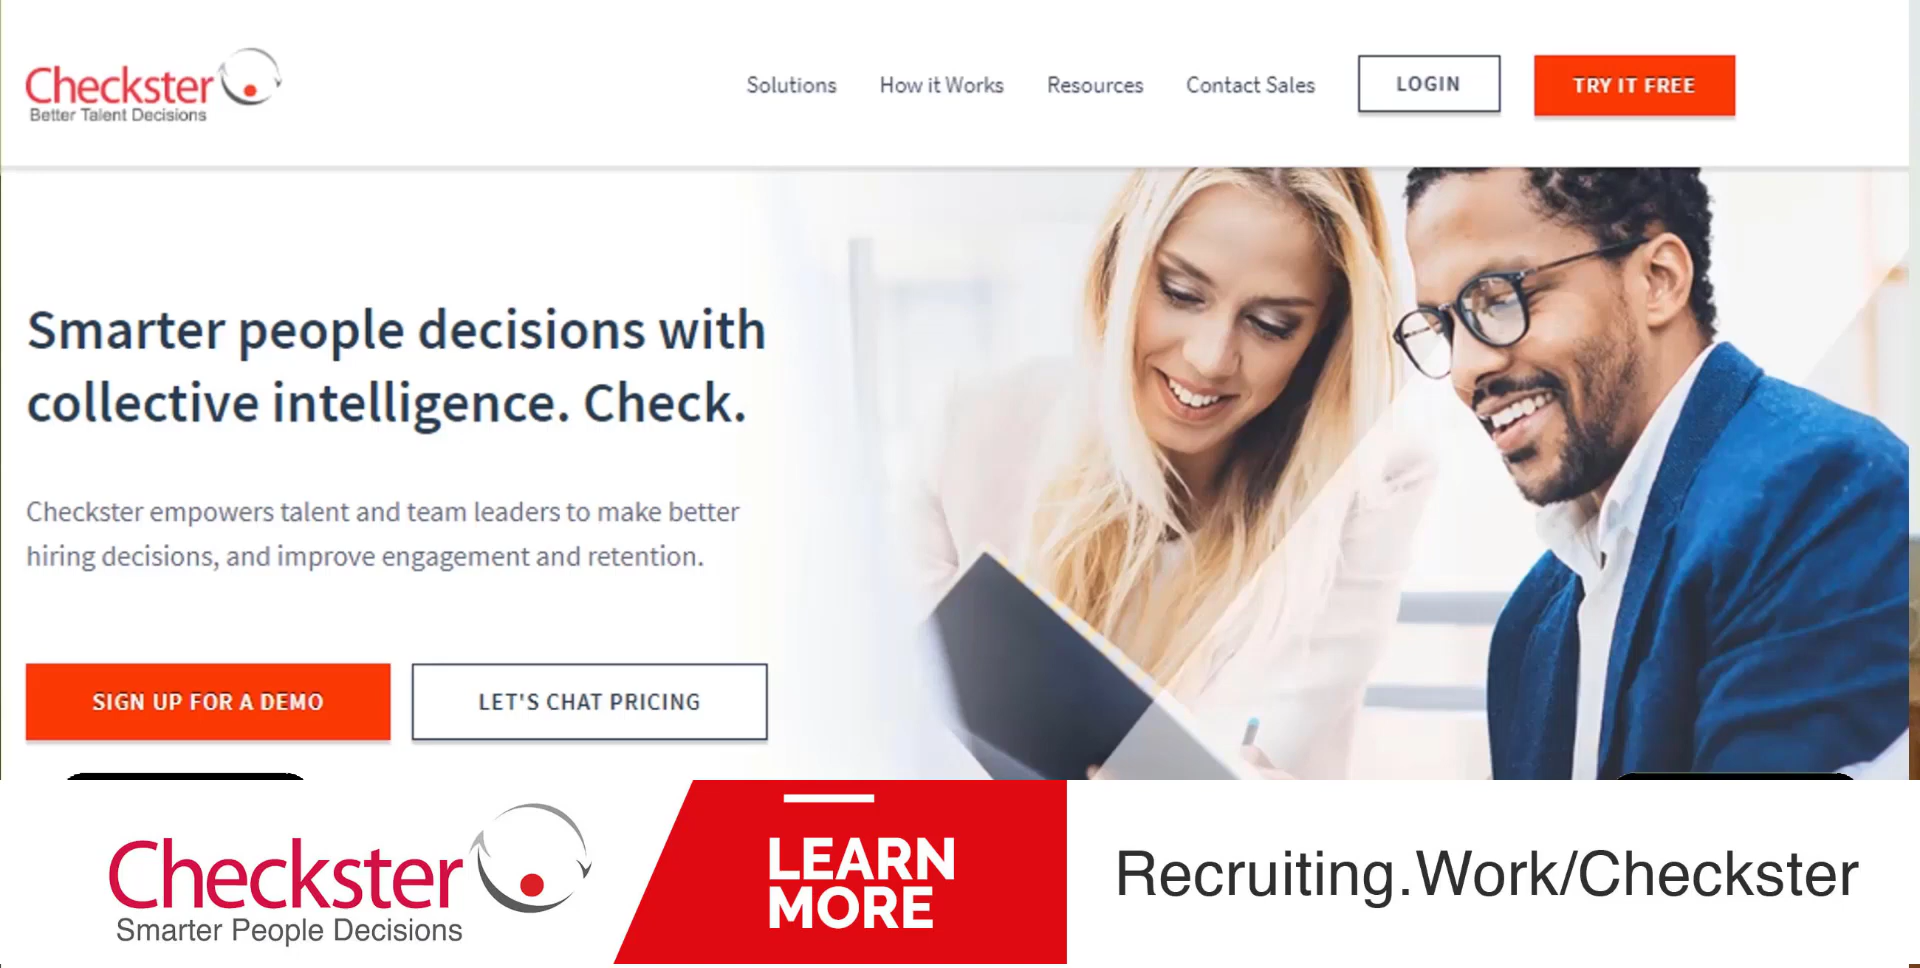 Checkster
Better Talent Decisions
Solutions
How it Works
Resources
Contact Sales
LOGIN
TRY IT FREE
Smarter people decisions with
collective intelligence. Check.
Checkster empowers talent and team leaders to make better
hiring decisions, and improve engagement and retention.
SIGN UP FOR A DEMO
LET'S CHAT PRICING
Checkster
Smarter People Decisions
LEARN
MORE
Recruiting.Work/Checkster